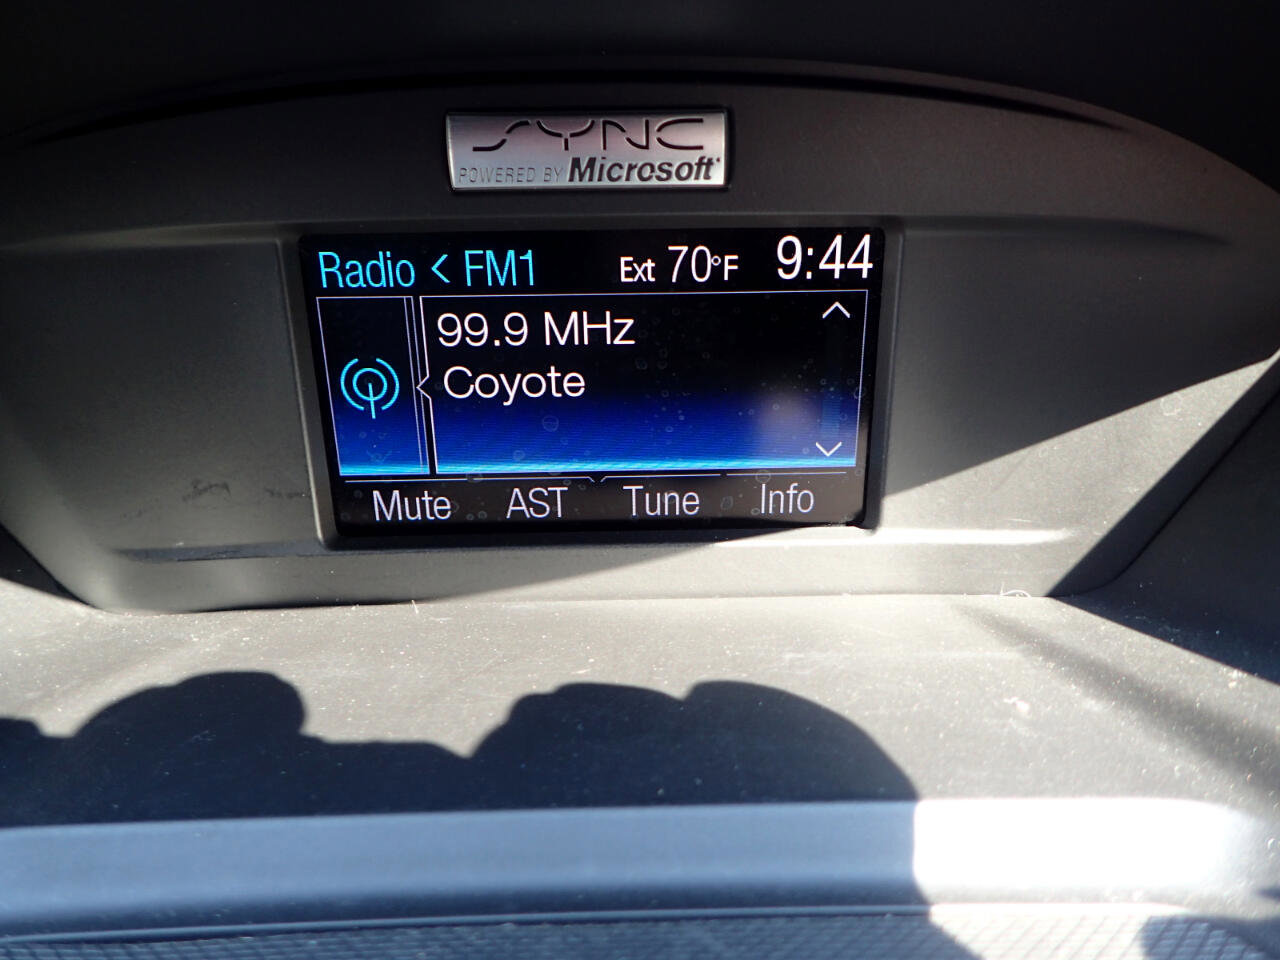 SYNC
POWERED BY Microsoft
Radio < FM1 Ext 70°F 9:44
99.9 MHz
Coyote
Mute AST Tune Info